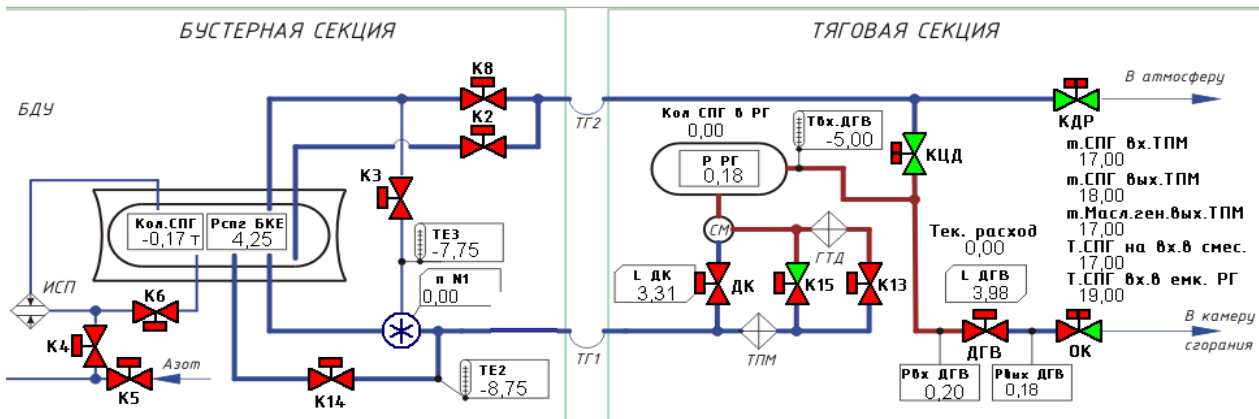 БУСТЕРНАЯ СЕКЦИЯ
ТЯГОВАЯ СЕКЦИЯ
БДУ
К8
К2
К3
ТГ2
Кол СПГ в РГ
0,00
Твх.ДГВ
-5,00
В атмосферу
КДР
КЦД
Р РГ
0,18
т.СПГ вх.ТПМ
17,00
т.СПГ вых.ТПМ
18,00
т.Масл.ген.вых.ТПМ
17,00
Т.СПГ на вх.в смес.
17,00
Т.СПГ вх.в емк. РГ
19,00
Кол.СПГ
-0,17 т
Рспг БКЕ
4,25
ТЕ3
-7,75
п N1
0,00
СМ
ГТД
Тек. расход
0,00
L ДК
3,31
ДК
К15
К13
L ДГВ
3,98
ИСП
К6
К4
К5
Азот
К14
ТЕ2
-8,75
ТГ1
ТПМ
ДГВ
ОК
В камеру
сгорания
Рвх ДГВ
0,20
Рвых ДГВ
0,18